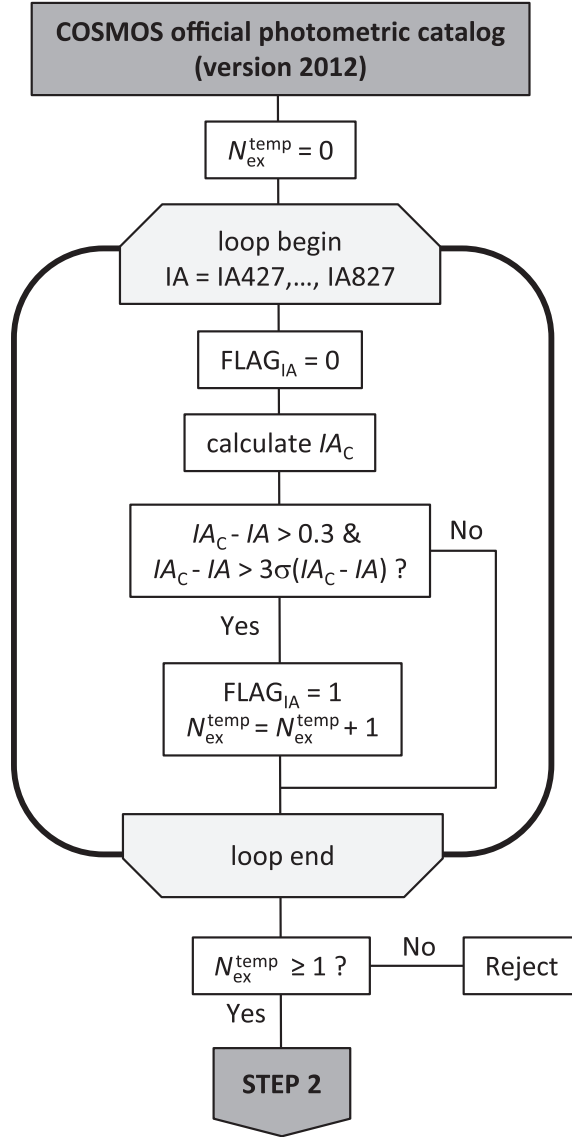 COSMOS official photometric catalog
(version 2012)
N_ex^temp = 0
loop begin
IA = IA427,..., IA827
FLAG_IA = 0
calculate IA_C
IA_C - IA > 0.3 &
IA_C - IA > 3σ(IA_C - IA) ?
No
Yes
FLAG_IA = 1
N_ex^temp = N_ex^temp + 1
loop end
N_ex^temp ≥ 1 ?
No
Reject
Yes
STEP 2